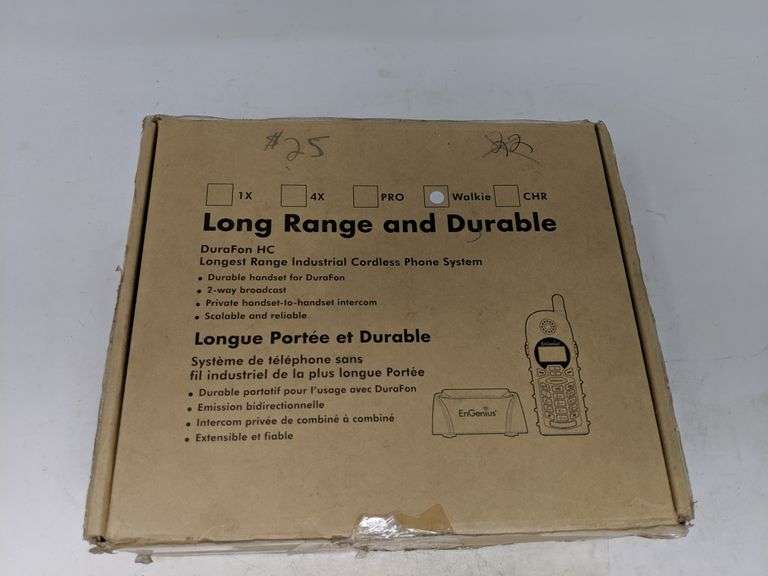 $25
1X 4X PRO Walkie CHR
Long Range and Durable
DuraFon HC
Longest Range Industrial Cordless Phone System
• Durable handset for DuraFon
• 2-way broadcast
• Private handset-to-handset intercom
• Scalable and reliable
Longue Portée et Durable
Système de téléphone sans
fil industriel de la plus longue Portée
• Durable portatif pour l'usage avec DuraFon
• Emission bidirectionnelle
• Intercom privée de combiné à combiné
• Extensible et fiable
EnGenius